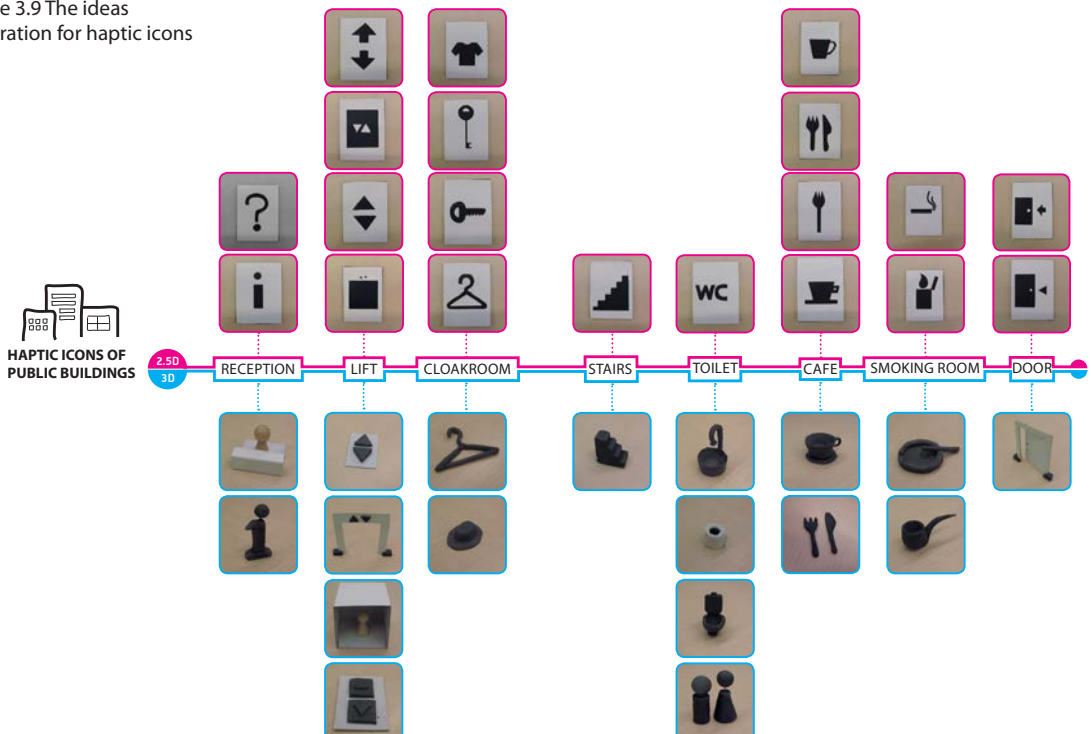 e 3.9 The ideas
ration for haptic icons
HAPTIC ICONS OF
PUBLIC BUILDINGS
2.5D
3D
RECEPTION
LIFT
CLOAKROOM
STAIRS
TOILET
CAFE
SMOKING ROOM
DOOR
?
i
WC